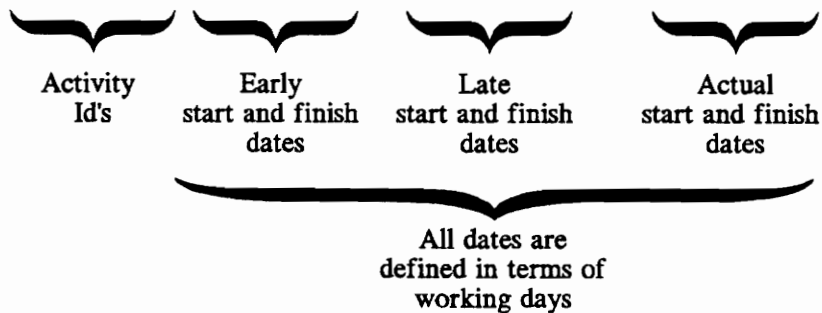 Activity
Id's
Early
start and finish
dates
Late
start and finish
dates
Actual
start and finish
dates
All dates are
defined in terms of
working days